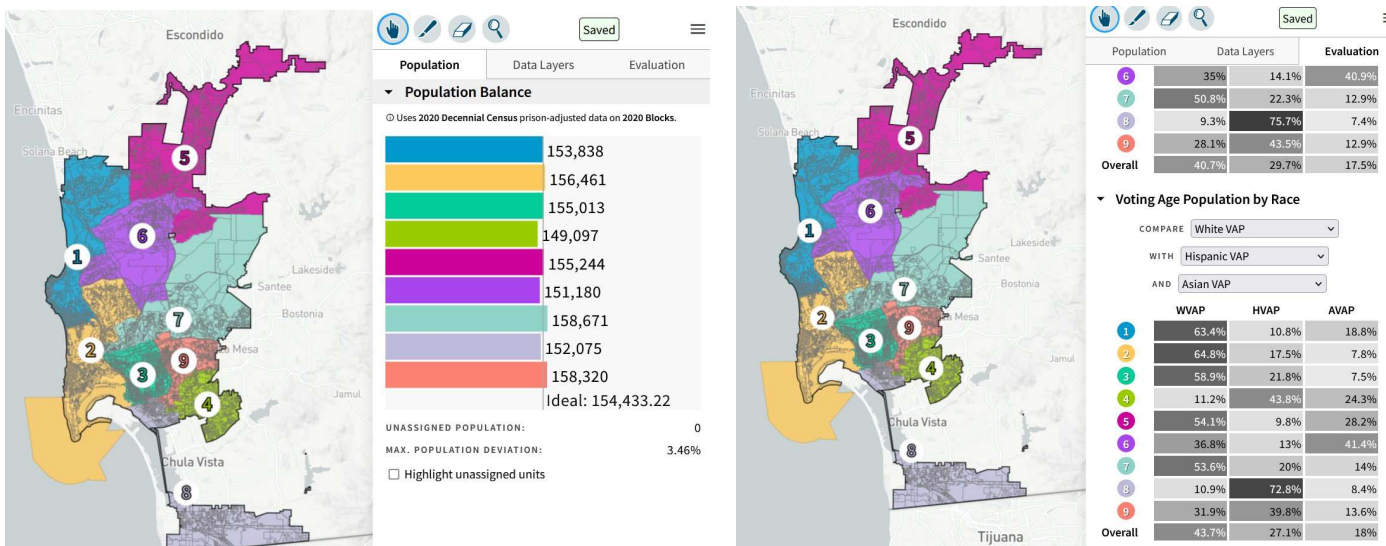 Escondido
Encinitas
Solana Beach
5
6
1
Lakeside
Santee
7
Bostonia
2
9
La Mesa
3
4
Jamul
Chula Vista
8
Saved
Population Data Layers Evaluation
Population Balance
Uses 2020 Decennial Census prison-adjusted data on 2020 Blocks.
153,838
156,461
155,013
149,097
155,244
151,180
158,671
152,075
158,320
Ideal: 154,433.22
UNASSIGNED POPULATION: 0
MAX. POPULATION DEVIATION: 3.46%
Highlight unassigned units
Escondido
Encinitas
Solana Beach
5
6
1
Lakeside
Santee
7
Bostonia
2
9
La Mesa
3
4
Jamul
Chula Vista
8
Tijuana
Saved
Population Data Layers Evaluation
6 35% 14.1% 40.9%
7 50.8% 22.3% 12.9%
8 9.3% 75.7% 7.4%
9 28.1% 43.5% 12.9%
Overall 40.7% 29.7% 17.5%
Voting Age Population by Race
COMPARE White VAP
WITH Hispanic VAP
AND Asian VAP
WVAP HVAP AVAP
1 63.4% 10.8% 18.8%
2 64.8% 17.5% 7.8%
3 58.9% 21.8% 7.5%
4 11.2% 43.8% 24.3%
5 54.1% 9.8% 28.2%
6 36.8% 13% 41.4%
7 53.6% 20% 14%
8 10.9% 72.8% 8.4%
9 31.9% 39.8% 13.6%
Overall 43.7% 27.1% 18%